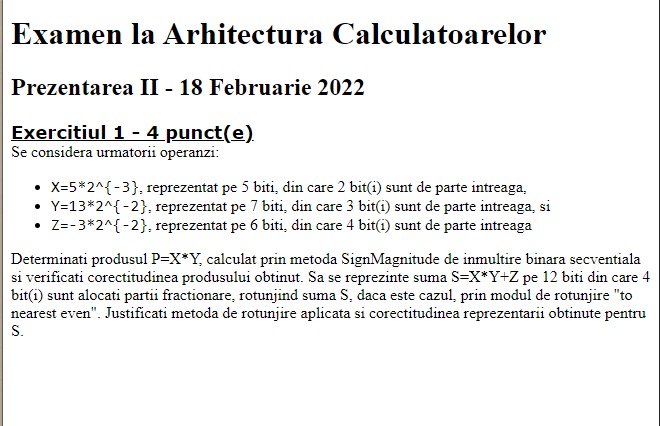 Examen la Arhitectura Calculatoarelor
Prezentarea II - 18 Februarie 2022
Exercitiul 1 - 4 punct(e)
Se considera urmatorii operanzi:
• X=5*2^{-3}, reprezentat pe 5 biti, din care 2 bit(i) sunt de parte intreaga,
• Y=13*2^{-2}, reprezentat pe 7 biti, din care 3 bit(i) sunt de parte intreaga, si
• Z=-3*2^{-2}, reprezentat pe 6 biti, din care 4 bit(i) sunt de parte intreaga
Determinati produsul P=X*Y, calculat prin metoda SignMagnitude de inmultire binara secventiala
si verificati corectitudinea produsului obtinut. Sa se reprezinte suma S=X*Y+Z pe 12 biti din care 4
bit(i) sunt alocati partii fractionare, rotunjind suma S, daca este cazul, prin modul de rotunjire "to
nearest even". Justificati metoda de rotunjire aplicata si corectitudinea reprezentarii obtinute pentru
S.